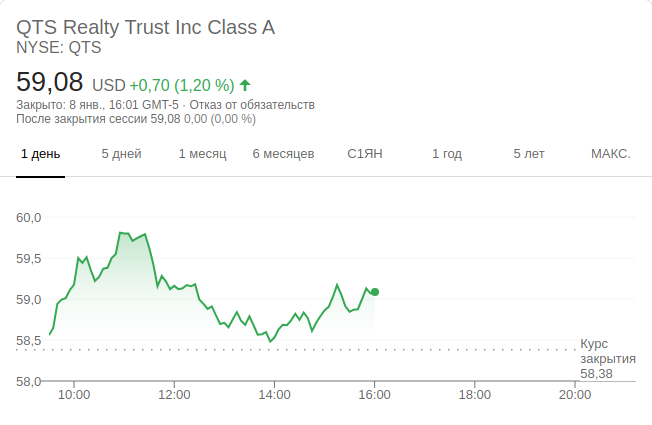 QTS Realty Trust Inc Class A
NYSE: QTS
59,08 USD +0,70 (1,20 %)
Закрыто: 8 янв., 16:01 GMT-5 · Отказ от обязательств
После закрытия сессии 59,08 0,00 (0,00 %)
1 день 5 дней 1 месяц 6 месяцев С1ЯН 1 год 5 лет МАКС.
60,0
59,5
59,0
58,5
Курс
закрытия
58,38
58,0
10:00 12:00 14:00 16:00 18:00 20:00